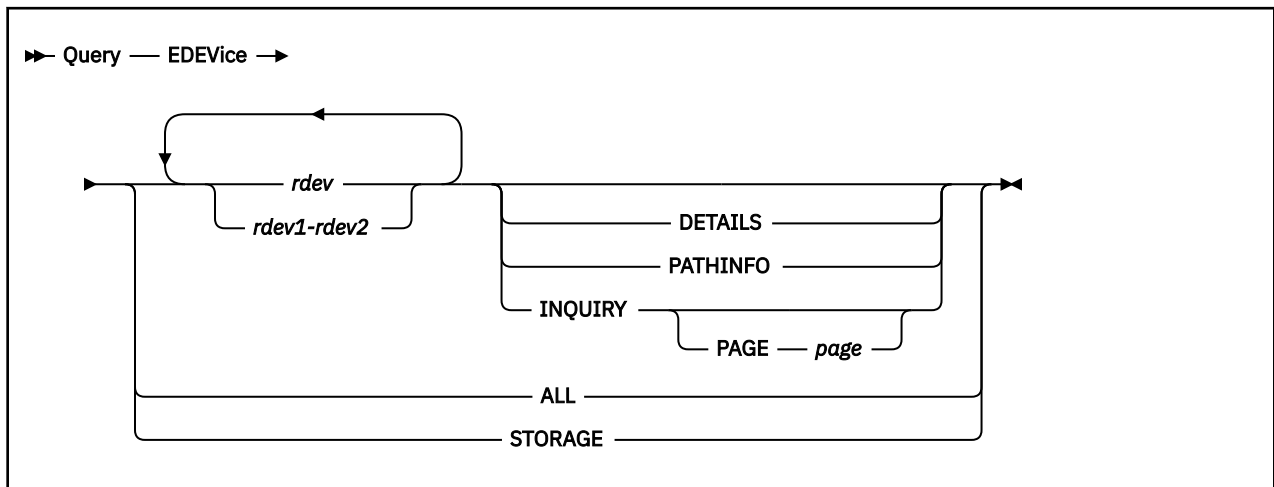 Query EDEVice
rdev
rdev1-rdev2
DETAILS
PATHINFO
INQUIRY
PAGE page
ALL
STORAGE